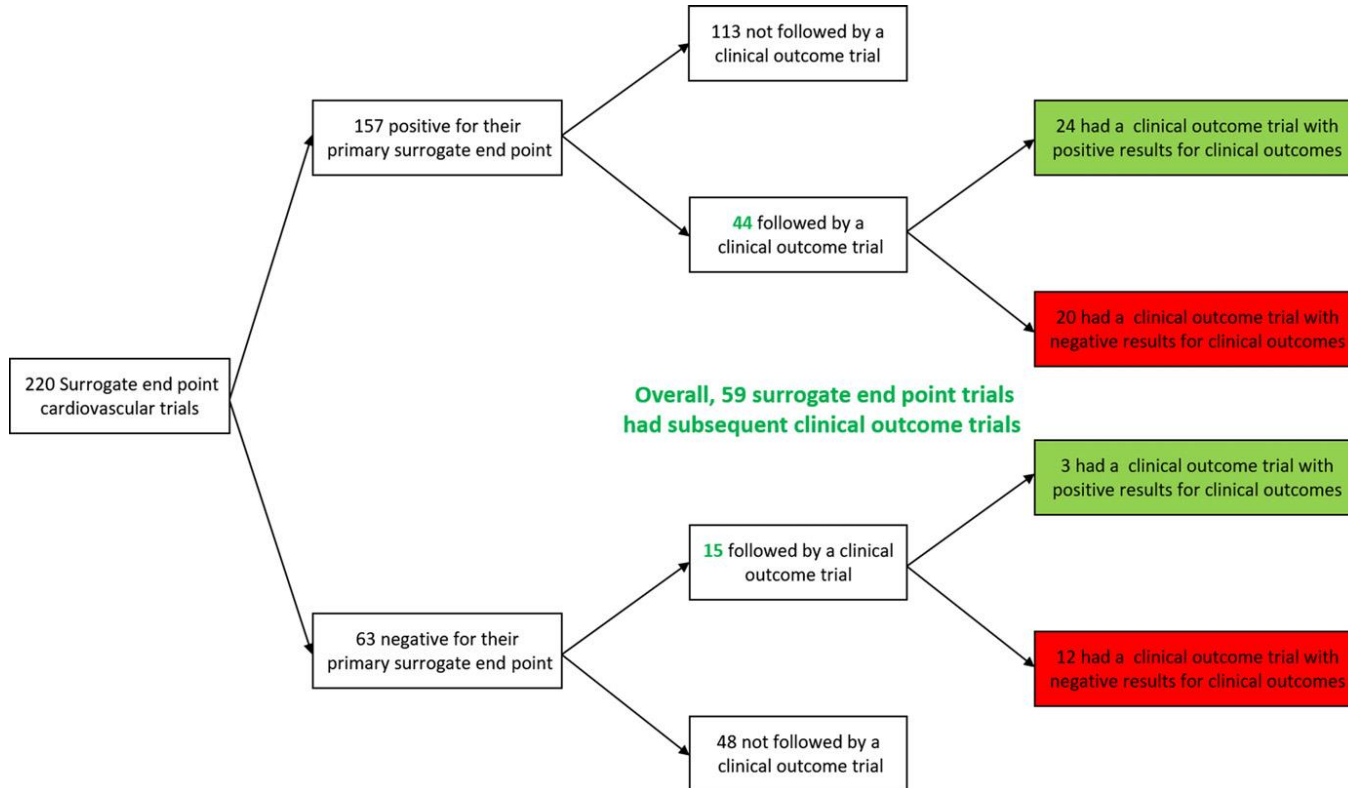 113 not followed by a
clinical outcome trial
157 positive for their
primary surrogate end point
24 had a clinical outcome trial with
positive results for clinical outcomes
44 followed by a
clinical outcome trial
20 had a clinical outcome trial with
negative results for clinical outcomes
220 Surrogate end point
cardiovascular trials
Overall, 59 surrogate end point trials
had subsequent clinical outcome trials
3 had a clinical outcome trial with
positive results for clinical outcomes
15 followed by a clinical
outcome trial
63 negative for their
primary surrogate end point
12 had a clinical outcome trial with
negative results for clinical outcomes
48 not followed by a
clinical outcome trial